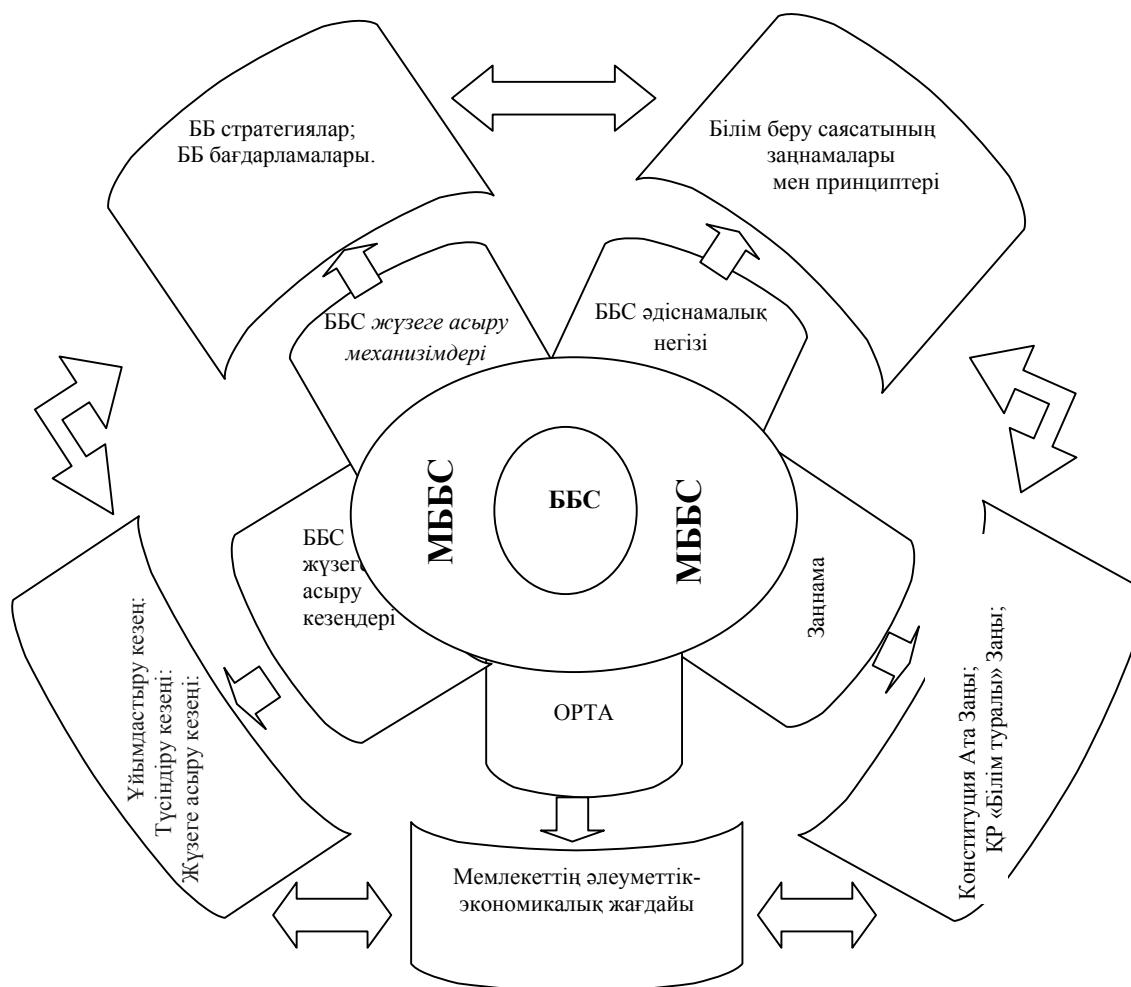 ББ стратегиялар;
ББ бағдарламалары.
Білім беру саясатының
заңнамалары
мен принциптері
ББС жүзеге асыру
механизімдері
ББС әдіснамалық
негізі
МББС
ББС
МББС
ББС
жүзеге
асыру
кезеңдері
Заңнама
ОРТА
Ұйымдастыру кезең:
Түсіндіру кезеңі:
Жүзеге асыру кезеңі:
Конституция Ата Заңы;
ҚР «Білім туралы» Заңы;
Мемлекеттің әлеуметтік-
экономикалық жағдайы